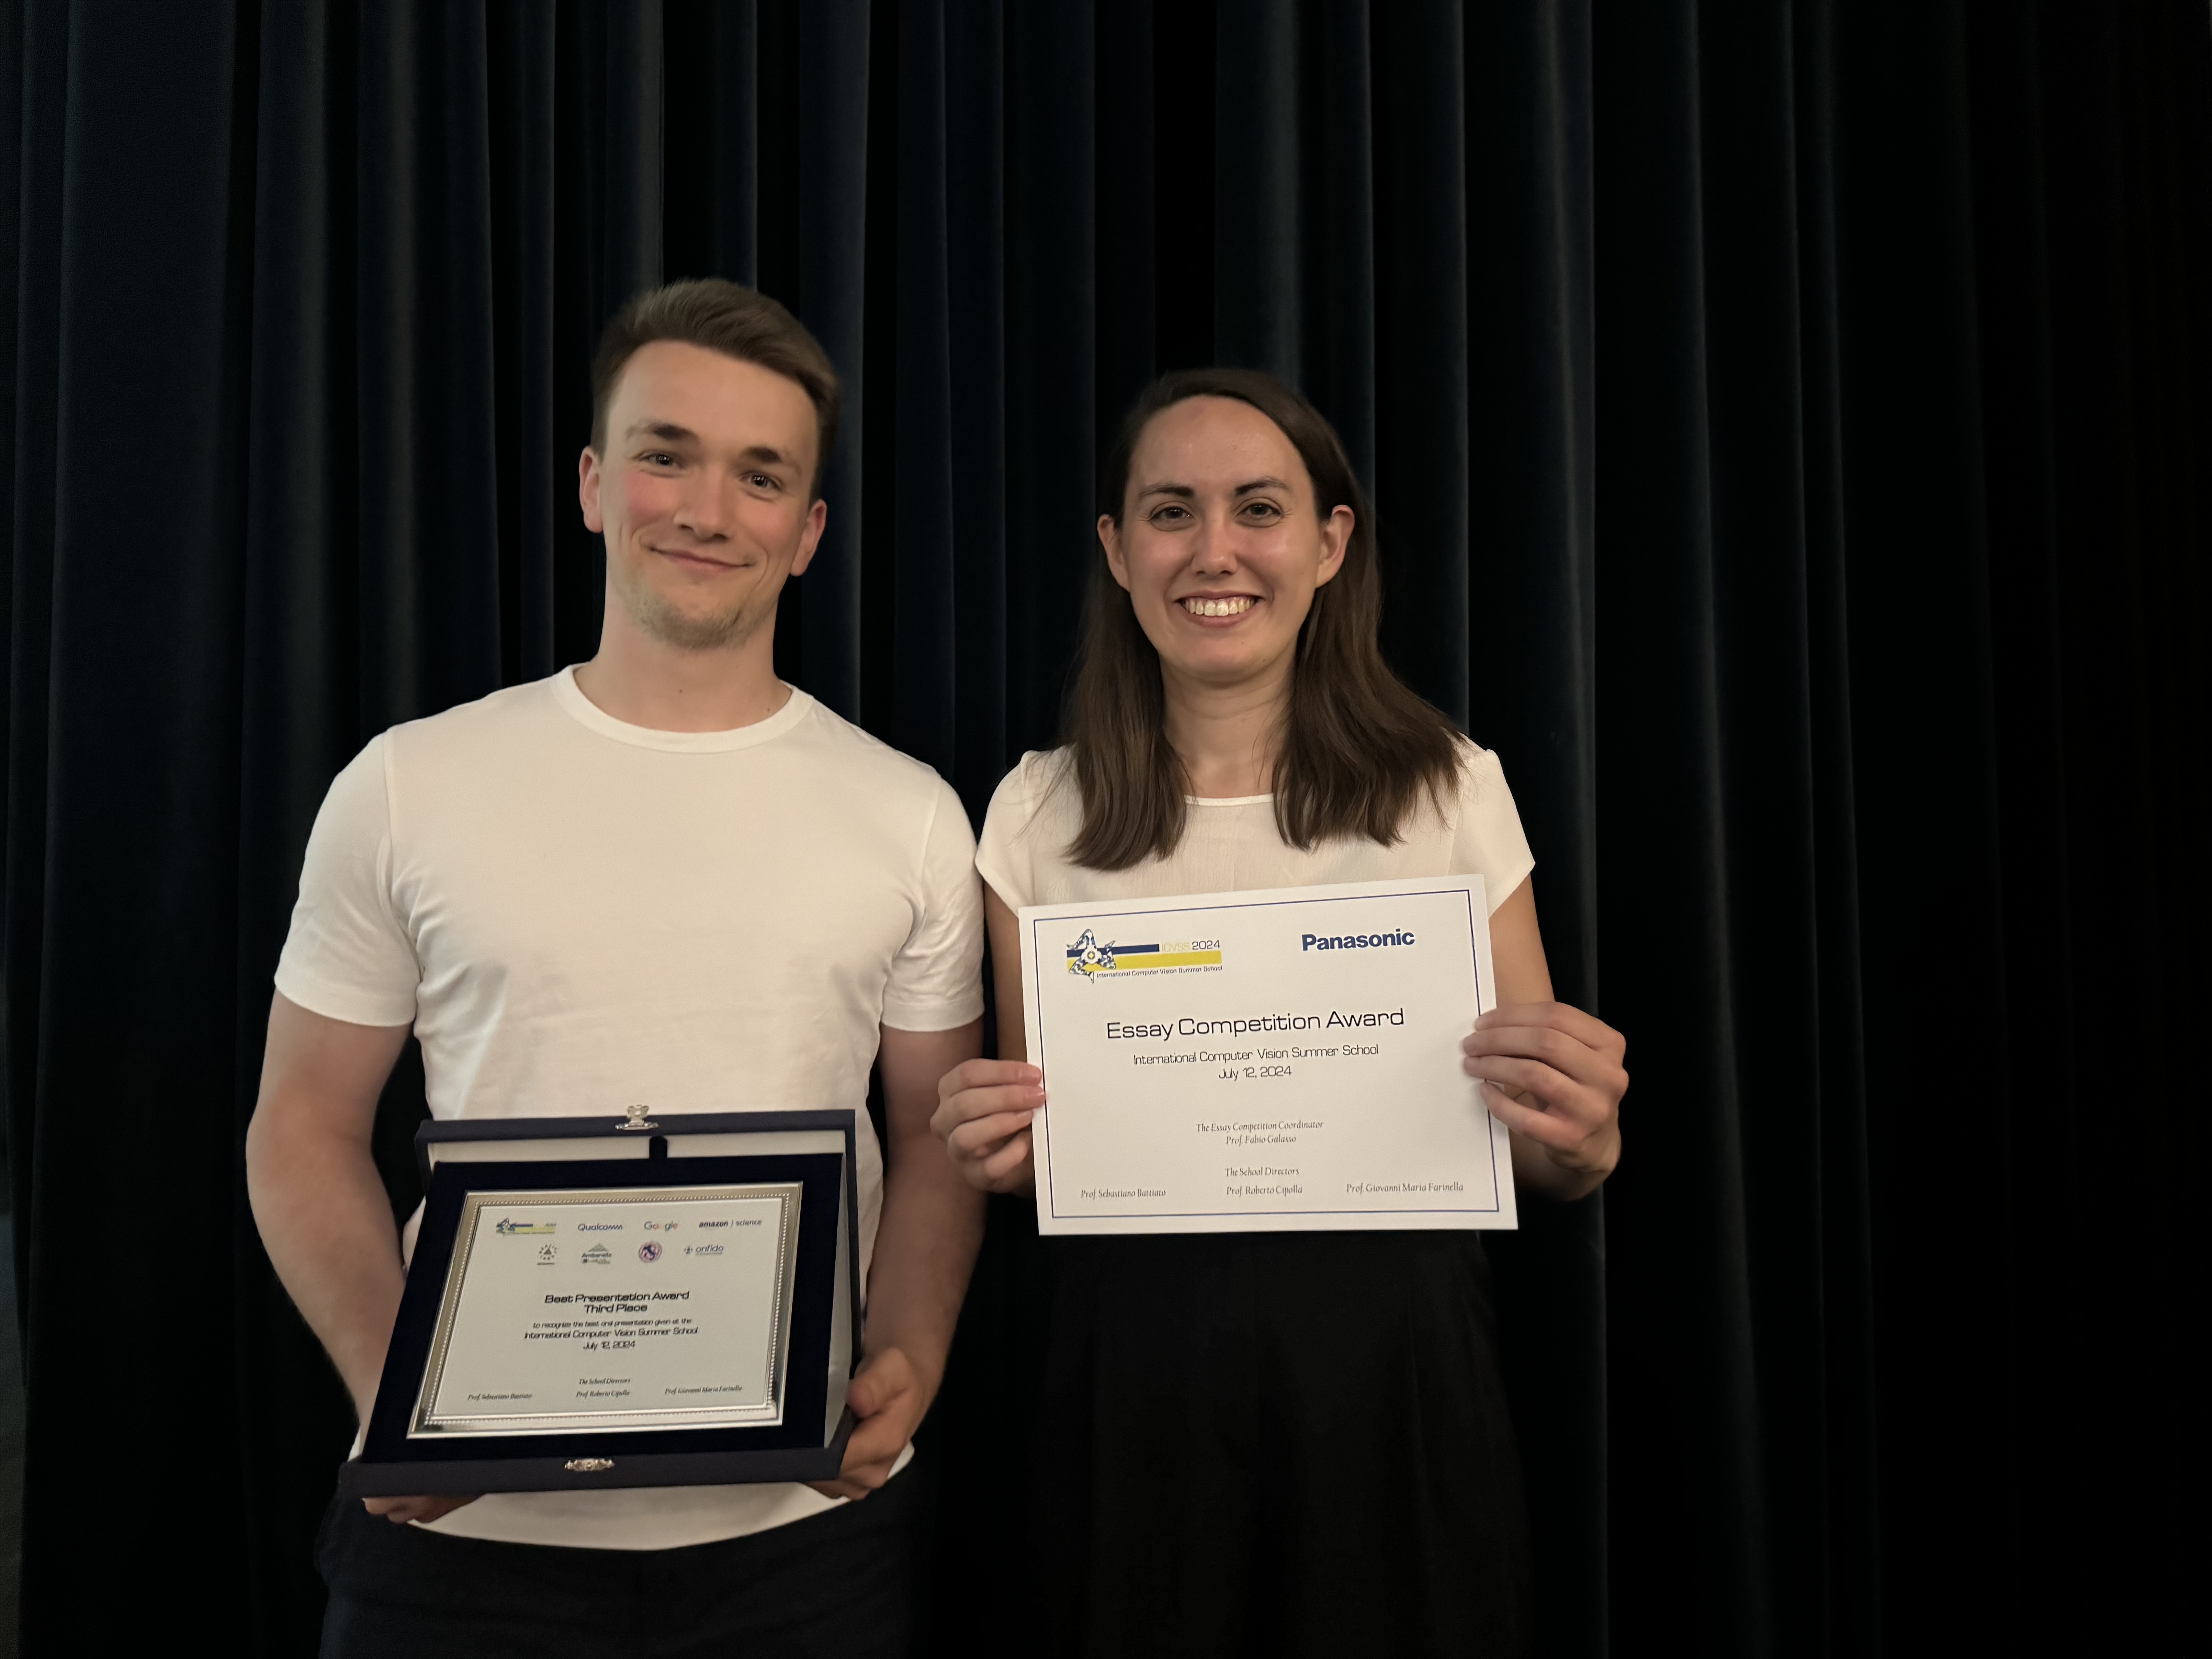 ICVSS 2024
International Computer Vision Summer School
Panasonic
Essay Competition Award
International Computer Vision Summer School
July 12, 2024
The Essay Competition Coordinator
Prof. Fabio Galasso
The School Directors
Prof. Sebastiano Battiato Prof. Roberto Cipolla Prof. Giovanni Maria Farinella
Qualcomm Google amazon | science
Ambarella onfido
Best Presentation Award
Third Place
to recognize the best oral presentation given at the
International Computer Vision Summer School
July 12, 2024
The School Directors
Prof. Sebastiano Battiato Prof. Roberto Cipolla Prof. Giovanni Maria Farinella